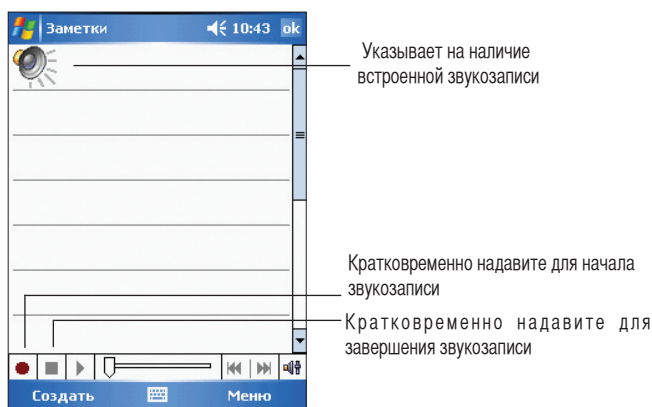 Заметки 10:43 ok
Указывает на наличие
встроенной звукозаписи
Кратковременно надавите для начала
звукозаписи
Кратковременно надавите для
завершения звукозаписи
Создать Меню